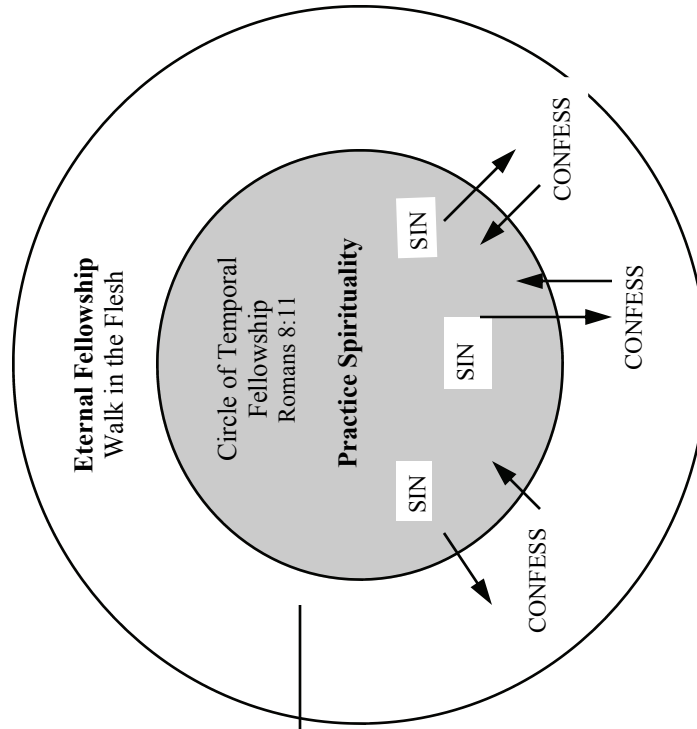 Eternal Fellowship
Walk in the Flesh
Circle of Temporal
Fellowship
Romans 8:11
Practice Spirituality
SIN
SIN
SIN
CONFESS
CONFESS
CONFESS